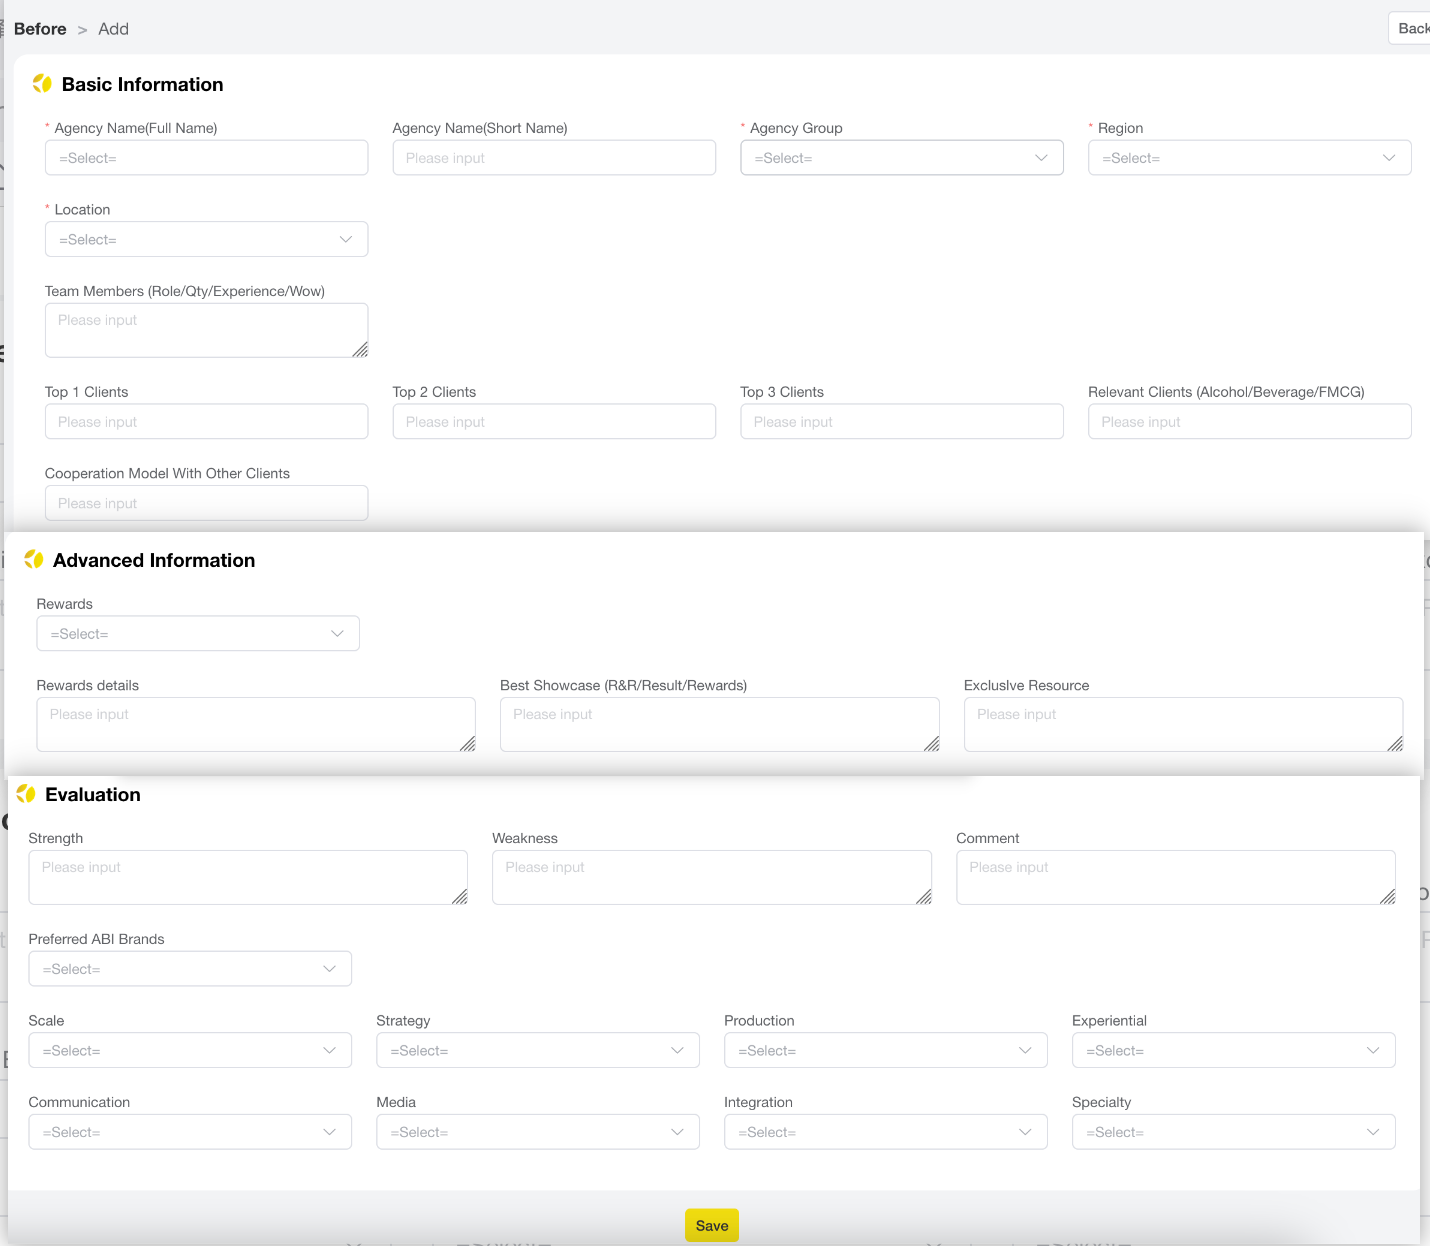 Before > Add
Back
Basic Information
* Agency Name(Full Name) Agency Name(Short Name) * Agency Group * Region
=Select= Please input =Select= =Select=
* Location
=Select=
Team Members (Role/Qty/Experience/Wow)
Please input
Top 1 Clients Top 2 Clients Top 3 Clients Relevant Clients (Alcohol/Beverage/FMCG)
Please input Please input Please input Please input
Cooperation Model With Other Clients
Please input
Advanced Information
Rewards
=Select=
Rewards details Best Showcase (R&R/Result/Rewards) Excluslve Resource
Please input Please input Please input
Evaluation
Strength Weakness Comment
Please input Please input Please input
Preferred ABI Brands
=Select=
Scale Strategy Production Experiential
=Select= =Select= =Select= =Select=
Communication Media Integration Specialty
=Select= =Select= =Select= =Select=
Save